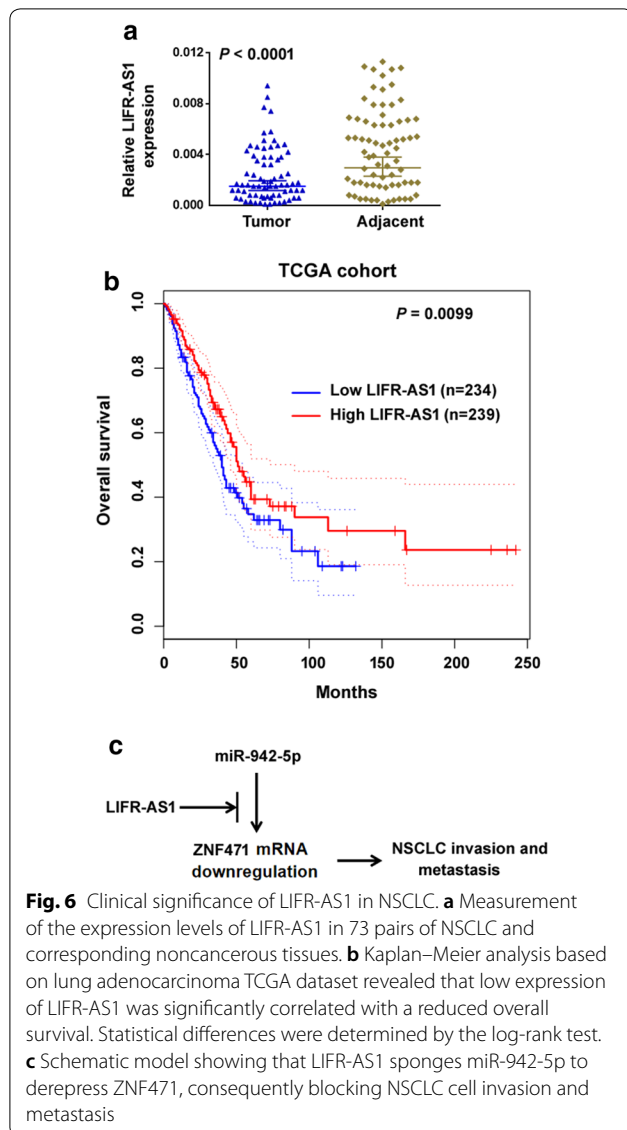 a
P < 0.0001
Relative LIFR-AS1
expression
0.012
0.008
0.004
0.000
Tumor
Adjacent
b
TCGA cohort
P = 0.0099
Low LIFR-AS1 (n=234)
High LIFR-AS1 (n=239)
Overall survival
1.0
0.8
0.6
0.4
0.2
0.0
0
50
100
150
200
250
Months
c
miR-942-5p
LIFR-AS1
ZNF471 mRNA
downregulation
NSCLC invasion and
metastasis
Fig. 6 Clinical significance of LIFR-AS1 in NSCLC. a Measurement
of the expression levels of LIFR-AS1 in 73 pairs of NSCLC and
corresponding noncancerous tissues. b Kaplan–Meier analysis based
on lung adenocarcinoma TCGA dataset revealed that low expression
of LIFR-AS1 was significantly correlated with a reduced overall
survival. Statistical differences were determined by the log-rank test.
c Schematic model showing that LIFR-AS1 sponges miR-942-5p to
derepress ZNF471, consequently blocking NSCLC cell invasion and
metastasis